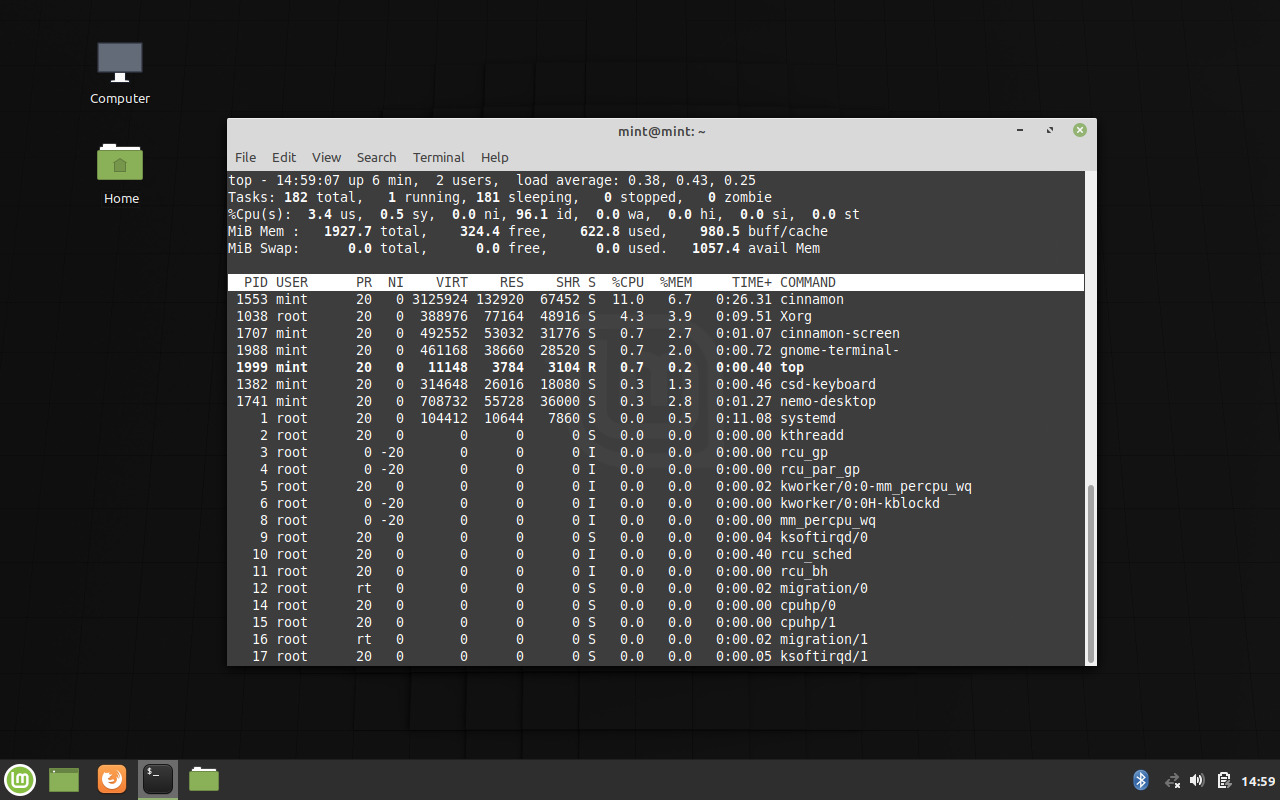 Computer
Home
mint@mint: ~
File Edit View Search Terminal Help
top - 14:59:07 up 6 min,  2 users,  load average: 0.38, 0.43, 0.25
Tasks: 182 total,   1 running, 181 sleeping,   0 stopped,   0 zombie
%Cpu(s):  3.4 us,  0.5 sy,  0.0 ni, 96.1 id,  0.0 wa,  0.0 hi,  0.0 si,  0.0 st
MiB Mem :   1927.7 total,    324.4 free,    622.8 used,    980.5 buff/cache
MiB Swap:      0.0 total,      0.0 free,      0.0 used.   1057.4 avail Mem
PID USER      PR  NI    VIRT    RES    SHR S  %CPU  %MEM     TIME+ COMMAND
1553 mint      20   0 3125924 132920  67452 S  11.0   6.7   0:26.31 cinnamon
1038 root      20   0  388976  77164  48916 S   4.3   3.9   0:09.51 Xorg
1707 mint      20   0  492552  53032  31776 S   0.7   2.7   0:01.07 cinnamon-screen
1988 mint      20   0  461168  38660  28520 S   0.7   2.0   0:00.72 gnome-terminal-
1999 mint      20   0   11148   3784   3104 R   0.7   0.2   0:00.40 top
1382 mint      20   0  314648  26016  18080 S   0.3   1.3   0:00.46 csd-keyboard
1741 mint      20   0  708732  55728  36000 S   0.3   2.8   0:01.27 nemo-desktop
1 root      20   0  104412  10644   7860 S   0.0   0.5   0:11.08 systemd
2 root      20   0       0      0      0 S   0.0   0.0   0:00.00 kthreadd
3 root       0 -20       0      0      0 I   0.0   0.0   0:00.00 rcu_gp
4 root       0 -20       0      0      0 I   0.0   0.0   0:00.00 rcu_par_gp
5 root      20   0       0      0      0 I   0.0   0.0   0:00.02 kworker/0:0-mm_percpu_wq
6 root       0 -20       0      0      0 I   0.0   0.0   0:00.00 kworker/0:0H-kblockd
8 root       0 -20       0      0      0 I   0.0   0.0   0:00.00 mm_percpu_wq
9 root      20   0       0      0      0 S   0.0   0.0   0:00.04 ksoftirqd/0
10 root      20   0       0      0      0 I   0.0   0.0   0:00.40 rcu_sched
11 root      20   0       0      0      0 I   0.0   0.0   0:00.00 rcu_bh
12 root      rt   0       0      0      0 S   0.0   0.0   0:00.02 migration/0
14 root      20   0       0      0      0 S   0.0   0.0   0:00.00 cpuhp/0
15 root      20   0       0      0      0 S   0.0   0.0   0:00.00 cpuhp/1
16 root      rt   0       0      0      0 S   0.0   0.0   0:00.02 migration/1
17 root      20   0       0      0      0 S   0.0   0.0   0:00.05 ksoftirqd/1
$_
14:59